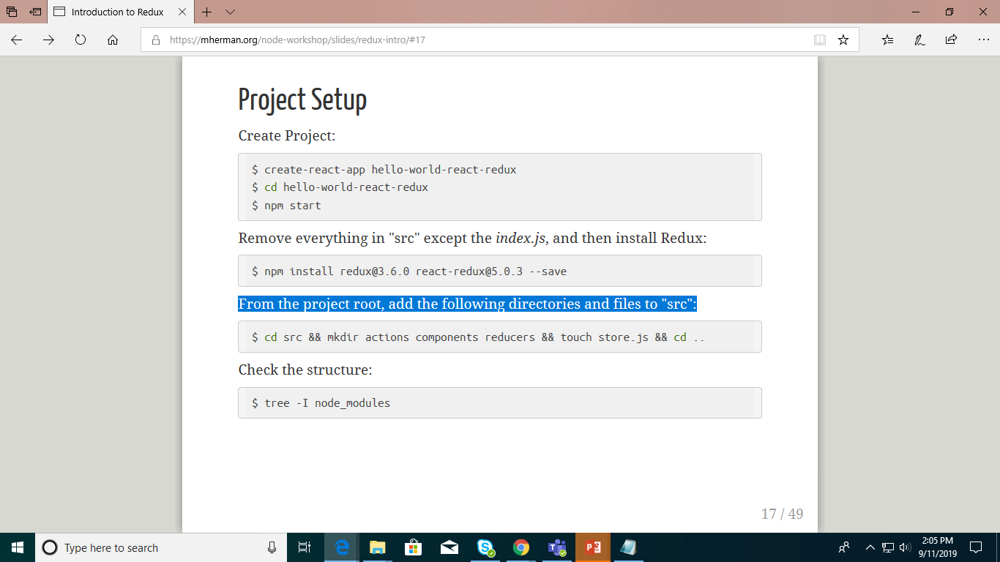 Introduction to Redux
https://mherman.org/node-workshop/slides/redux-intro/#17
Project Setup
Create Project:
$ create-react-app hello-world-react-redux
$ cd hello-world-react-redux
$ npm start
Remove everything in "src" except the index.js, and then install Redux:
$ npm install redux@3.6.0 react-redux@5.0.3 --save
From the project root, add the following directories and files to "src":
$ cd src && mkdir actions components reducers && touch store.js && cd ..
Check the structure:
$ tree -I node_modules
17 / 49
Type here to search
2:05 PM
9/11/2019